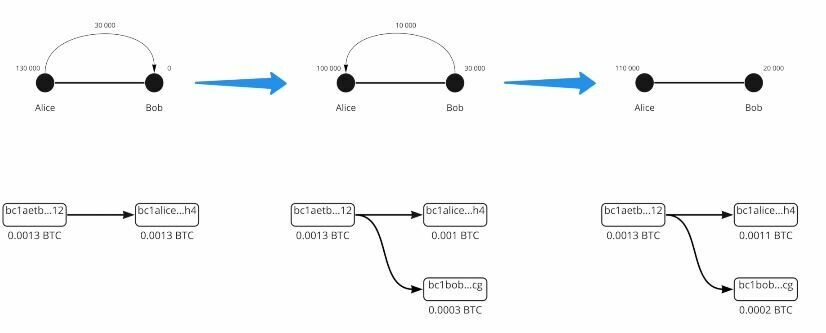 30 000
10 000
130 000
0
100 000
30 000
110 000
20 000
Alice
Bob
Alice
Bob
Alice
Bob
bc1aetb...12
bc1alice...h4
bc1aetb...12
bc1alice...h4
bc1aetb...12
bc1alice...h4
0.0013 BTC
0.0013 BTC
0.0013 BTC
0.001 BTC
0.0013 BTC
0.0011 BTC
bc1bob...cg
bc1bob...cg
0.0003 BTC
0.0002 BTC